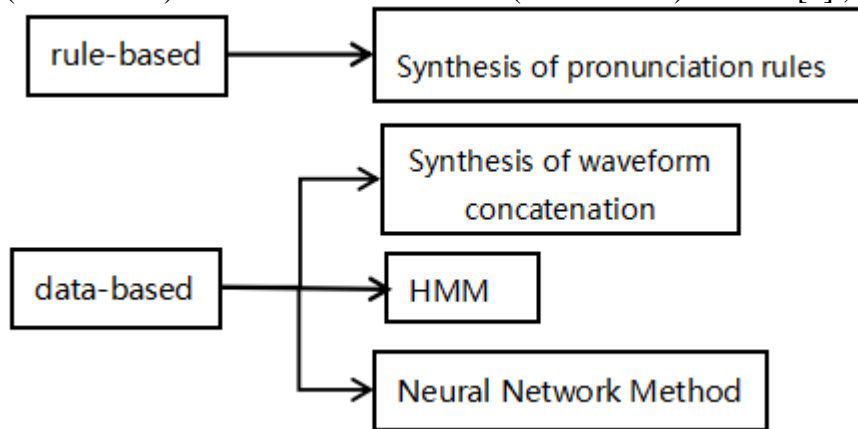 rule-based
Synthesis of pronunciation rules
Synthesis of waveform
concatenation
data-based
HMM
Neural Network Method